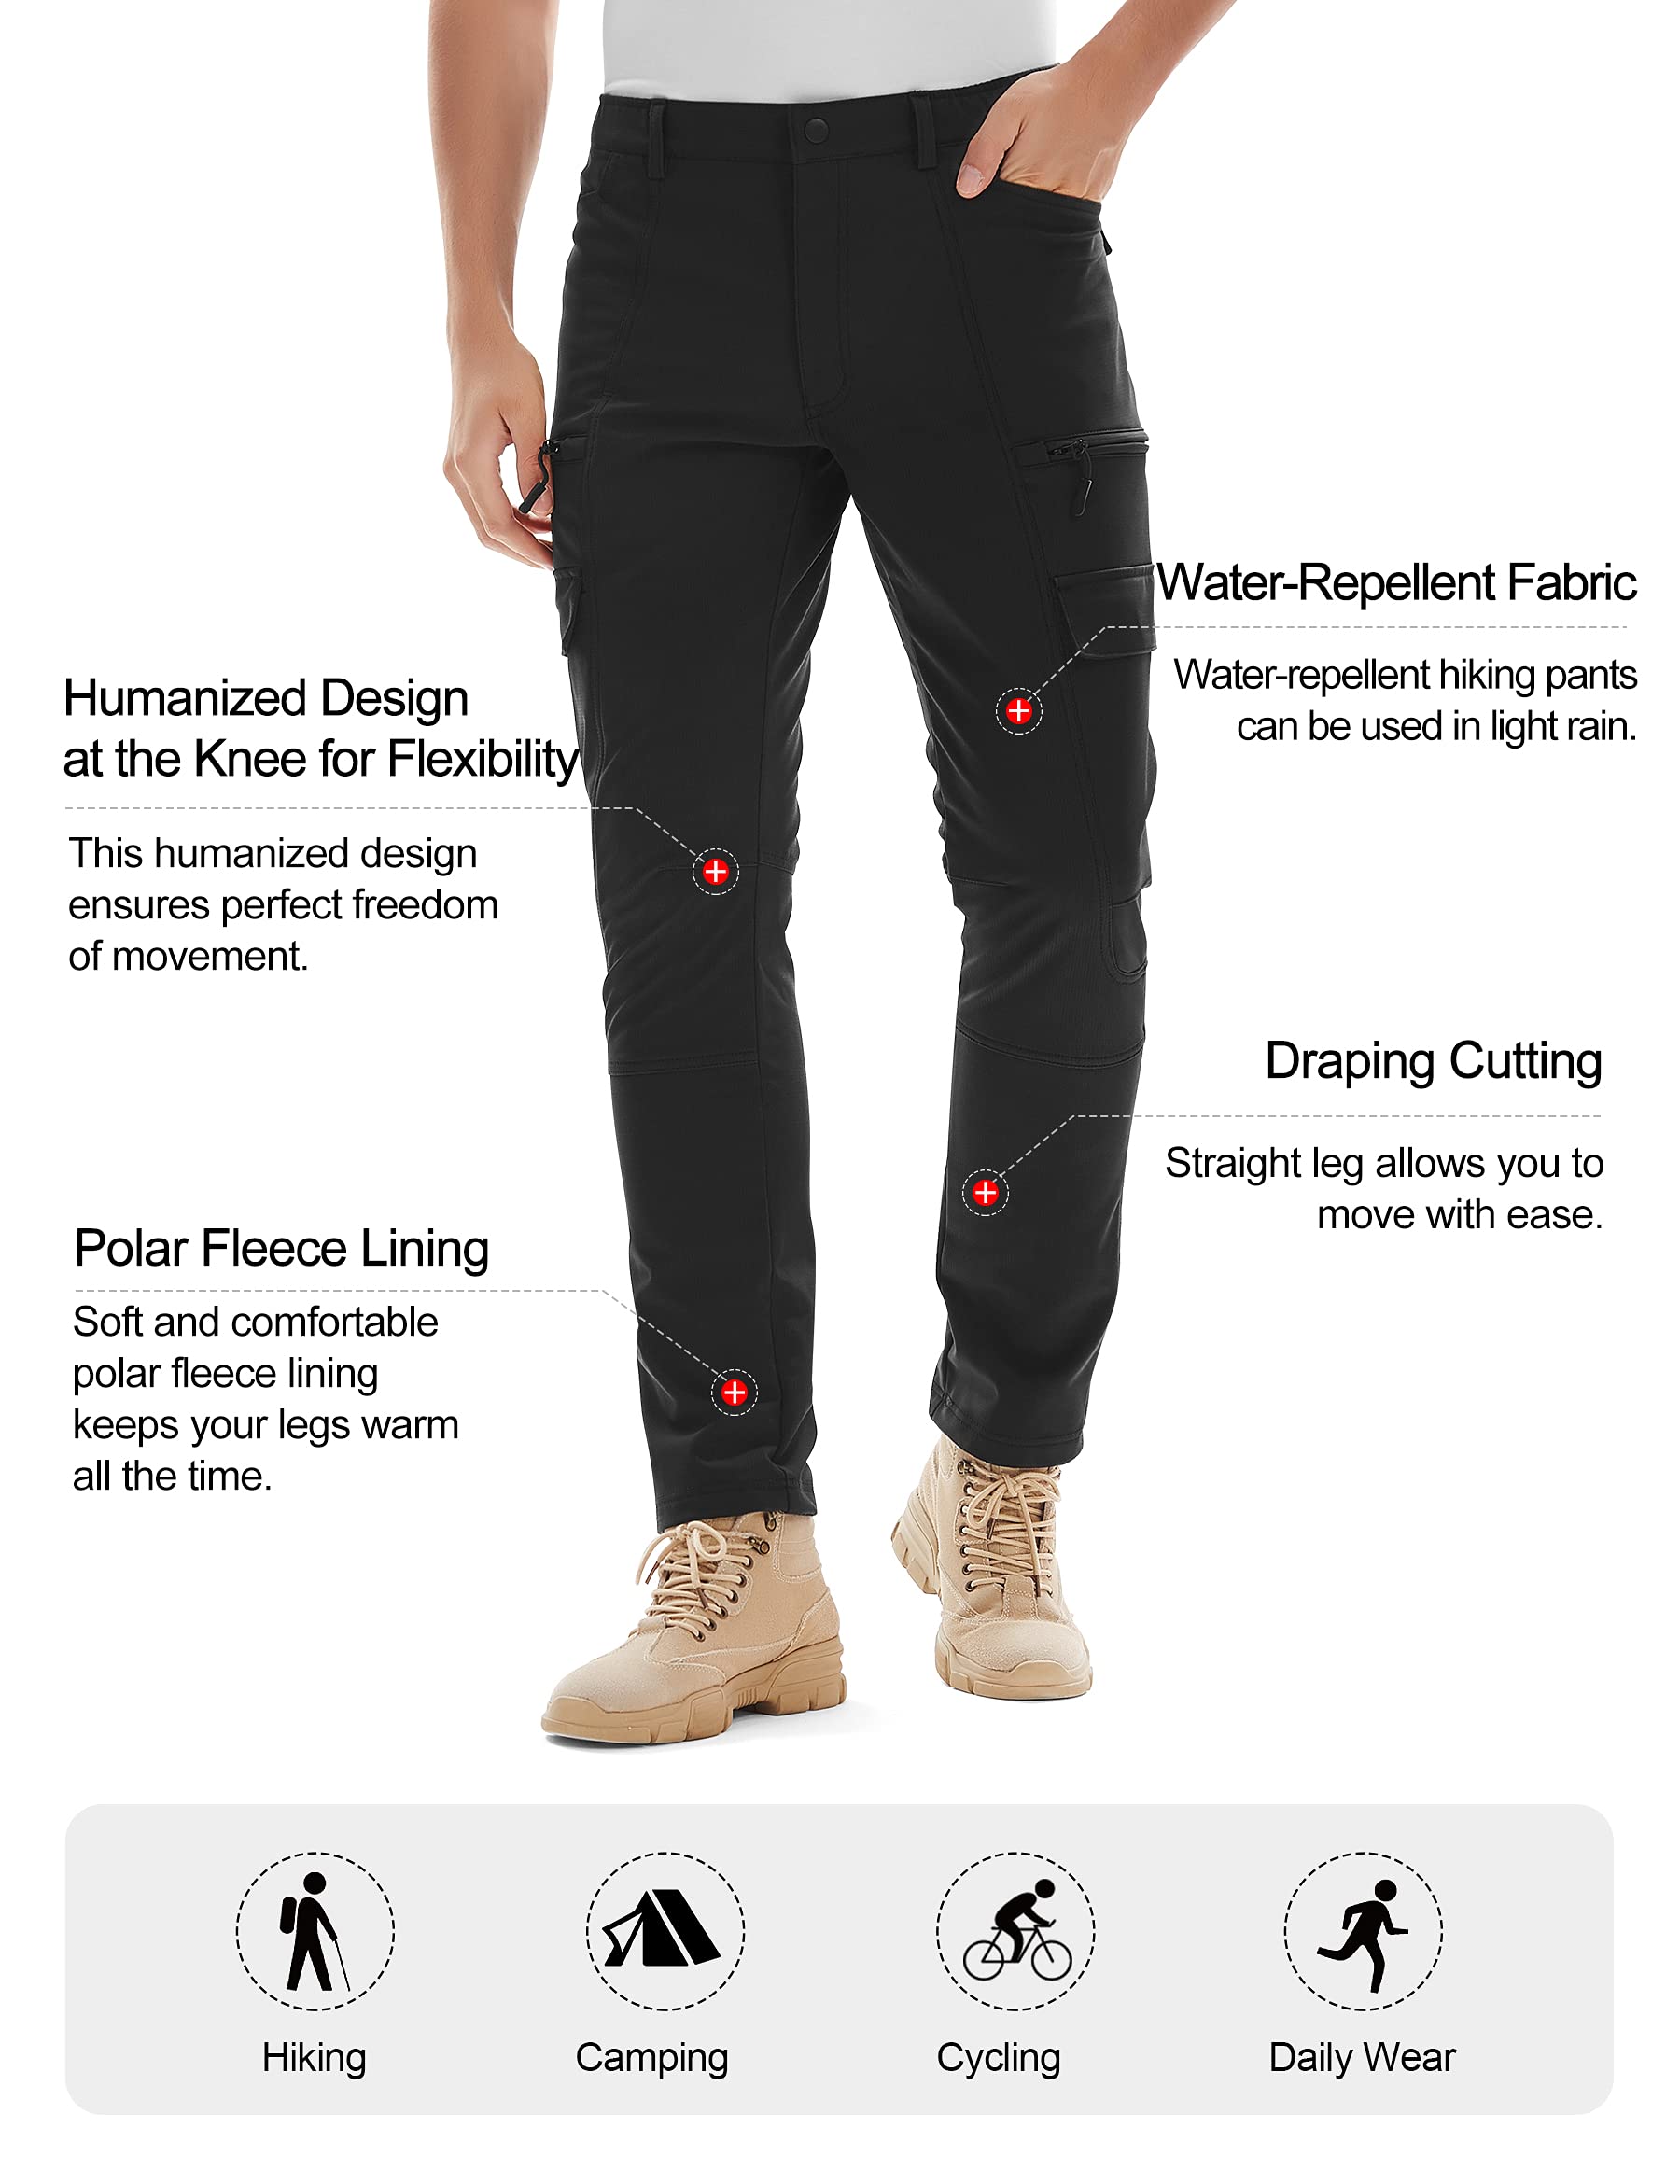 Water-Repellent Fabric
Water-repellent hiking pants
can be used in light rain.
Humanized Design
at the Knee for Flexibility
This humanized design
ensures perfect freedom
of movement.
Draping Cutting
Straight leg allows you to
move with ease.
Polar Fleece Lining
Soft and comfortable
polar fleece lining
keeps your legs warm
all the time.
Hiking
Camping
Cycling
Daily Wear